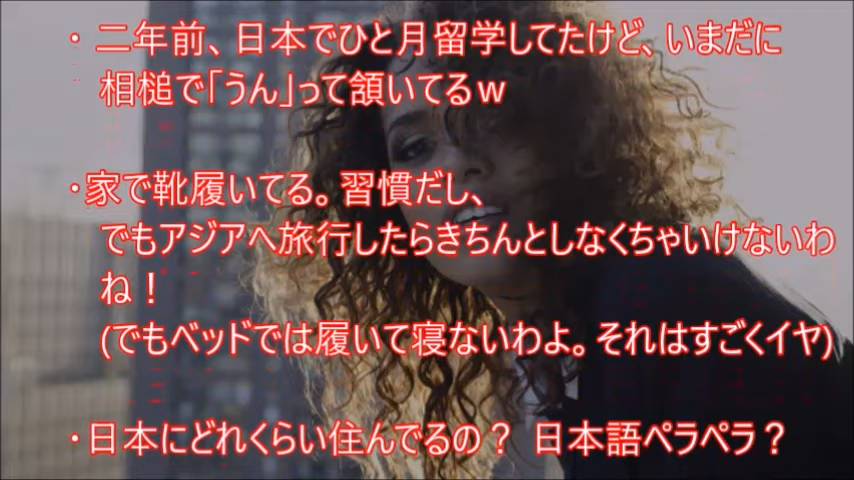 ・ 二年前、日本でひと月留学してたけど、いまだに
相槌で「うん」って頷いてるｗ
・家で靴履いてる。習慣だし、
でもアジアへ旅行したらきちんとしなくちゃいけないわ
ね！
(でもベッドでは履いて寝ないわよ。それはすごくイヤ)
・日本にどれくらい住んでるの？ 日本語ペラペラ？